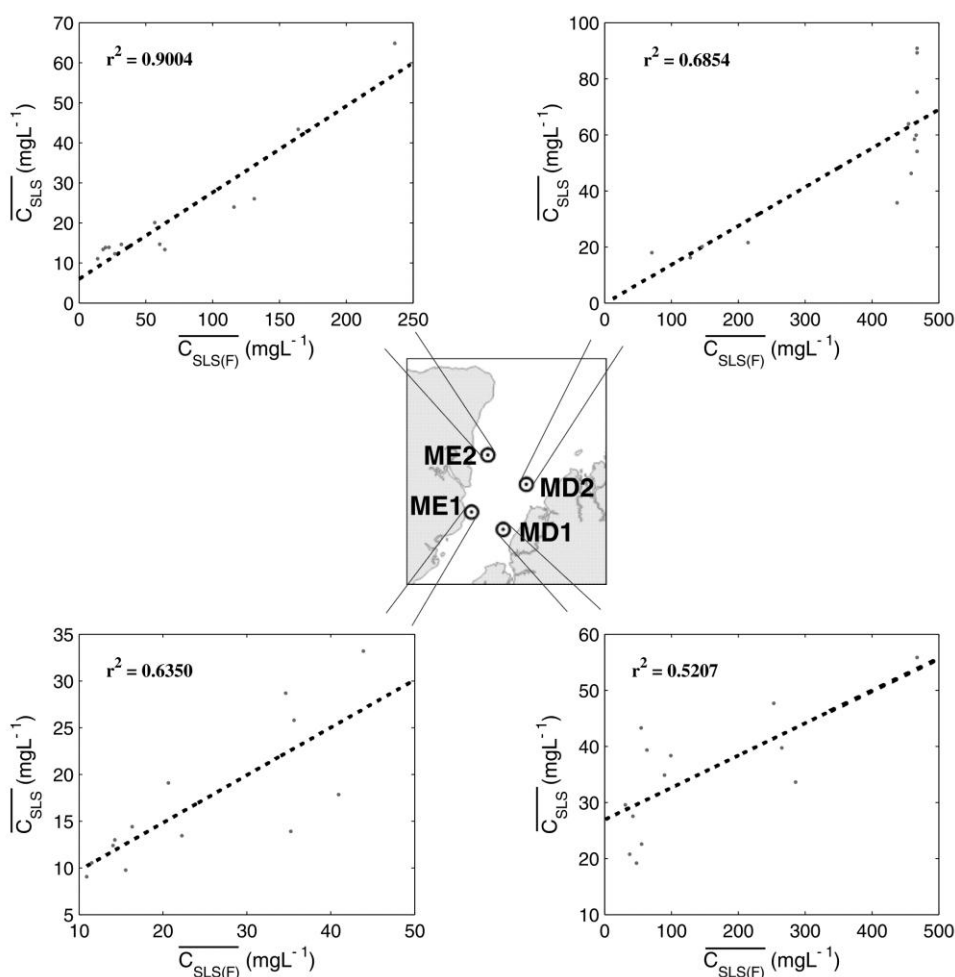 r² = 0.9004
70
60
50
40
30
20
10
0
C_SLS (mgL⁻¹)
0 50 100 150 200 250
C_SLS(F) (mgL⁻¹)
r² = 0.6854
100
80
60
40
20
0
C_SLS (mgL⁻¹)
0 100 200 300 400 500
C_SLS(F) (mgL⁻¹)
ME2
MD2
ME1
MD1
r² = 0.6350
35
30
25
20
15
10
5
C_SLS (mgL⁻¹)
10 20 30 40 50
C_SLS(F) (mgL⁻¹)
r² = 0.5207
60
50
40
30
20
10
C_SLS (mgL⁻¹)
0 100 200 300 400 500
C_SLS(F) (mgL⁻¹)